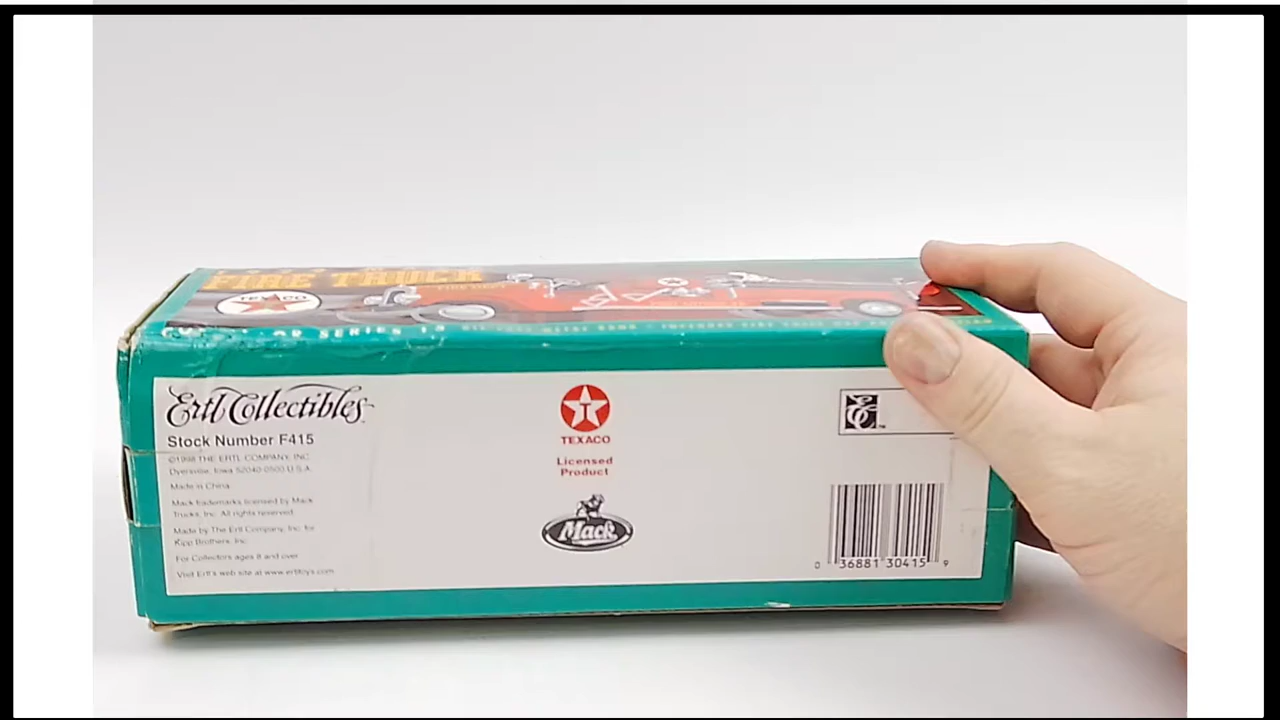 FIRE TRUCK
TEXACO
Ertl Collectibles™
Stock Number F415
©1998 THE ERTL COMPANY, INC.
Dyersville, Iowa 52040-0500 U.S.A.
Made in China.
Mack trademarks licensed by Mack
Trucks, Inc. All rights reserved.
Made by The Ertl Company, Inc. for
Kipp Brothers, Inc.
For Collectors ages 8 and over.
Visit Ertl's web site at www.ertltoys.com
T
TEXACO
Licensed
Product
Mack
0 36881 30415 9